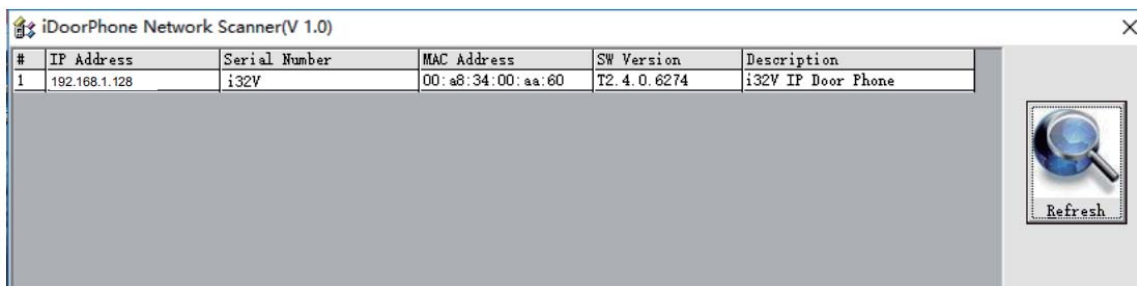 iDoorPhone Network Scanner(V 1.0)
# IP Address Serial Number MAC Address SW Version Description
1 192.168.1.128 i32V 00:a8:34:00:aa:60 T2.4.0.6274 i32V IP Door Phone
Refresh